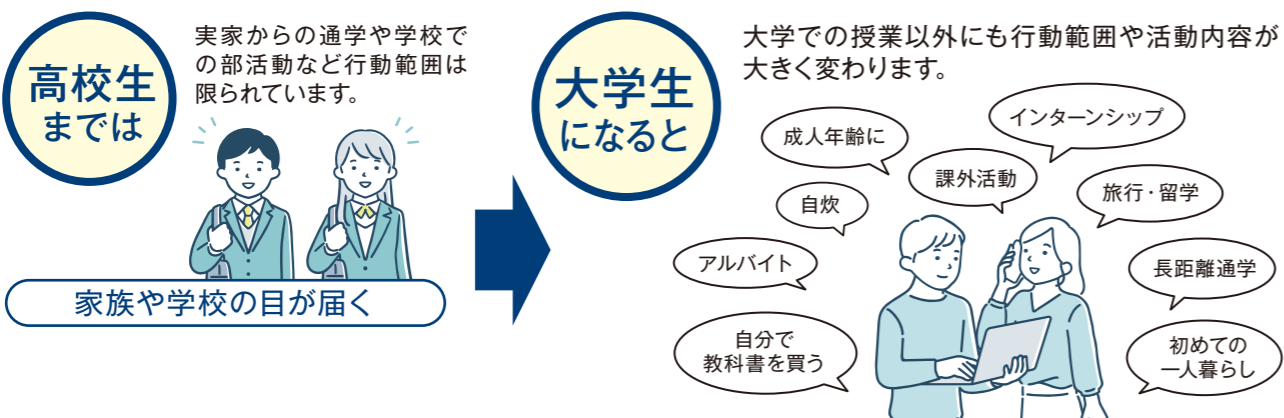 高校生
までは
実家からの通学や学校で
の部活動など行動範囲は
限られています。
家族や学校の目が届く
大学生
になると
大学での授業以外にも行動範囲や活動内容が
大きく変わります。
成人年齢に
インターンシップ
課外活動
自炊
旅行・留学
アルバイト
長距離通学
自分で
教科書を買う
初めての
一人暮らし